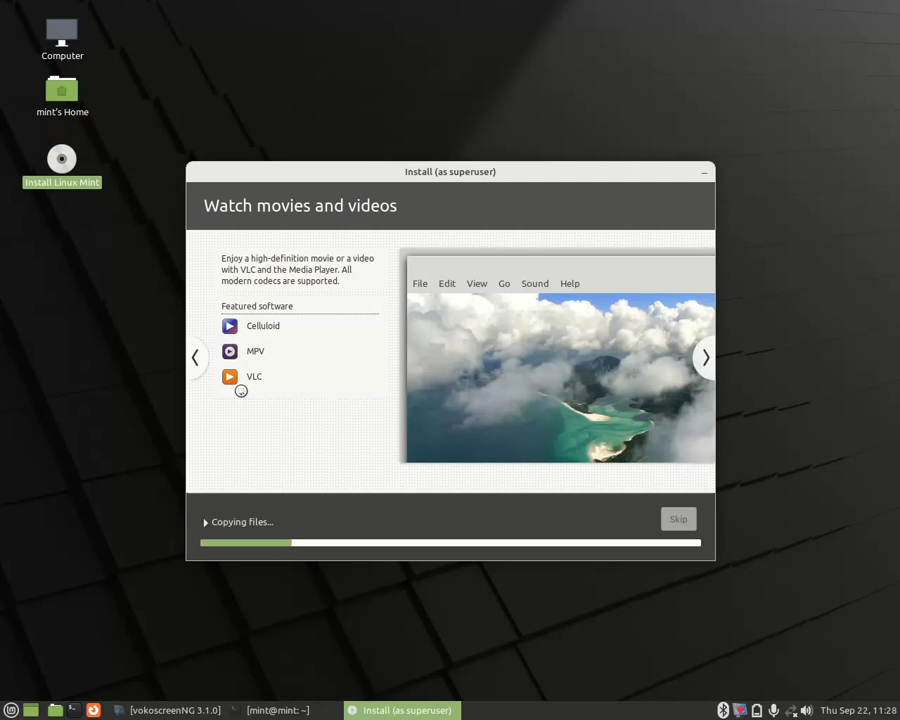 Computer
mint's Home
Install Linux Mint
Install (as superuser)
Watch movies and videos
Enjoy a high-definition movie or a video
with VLC and the Media Player. All
modern codecs are supported.
Featured software
Celluloid
MPV
VLC
File Edit View Go Sound Help
Copying files...
Skip
[vokoscreenNG 3.1.0] [mint@mint: ~] Install (as superuser) Thu Sep 22, 11:28